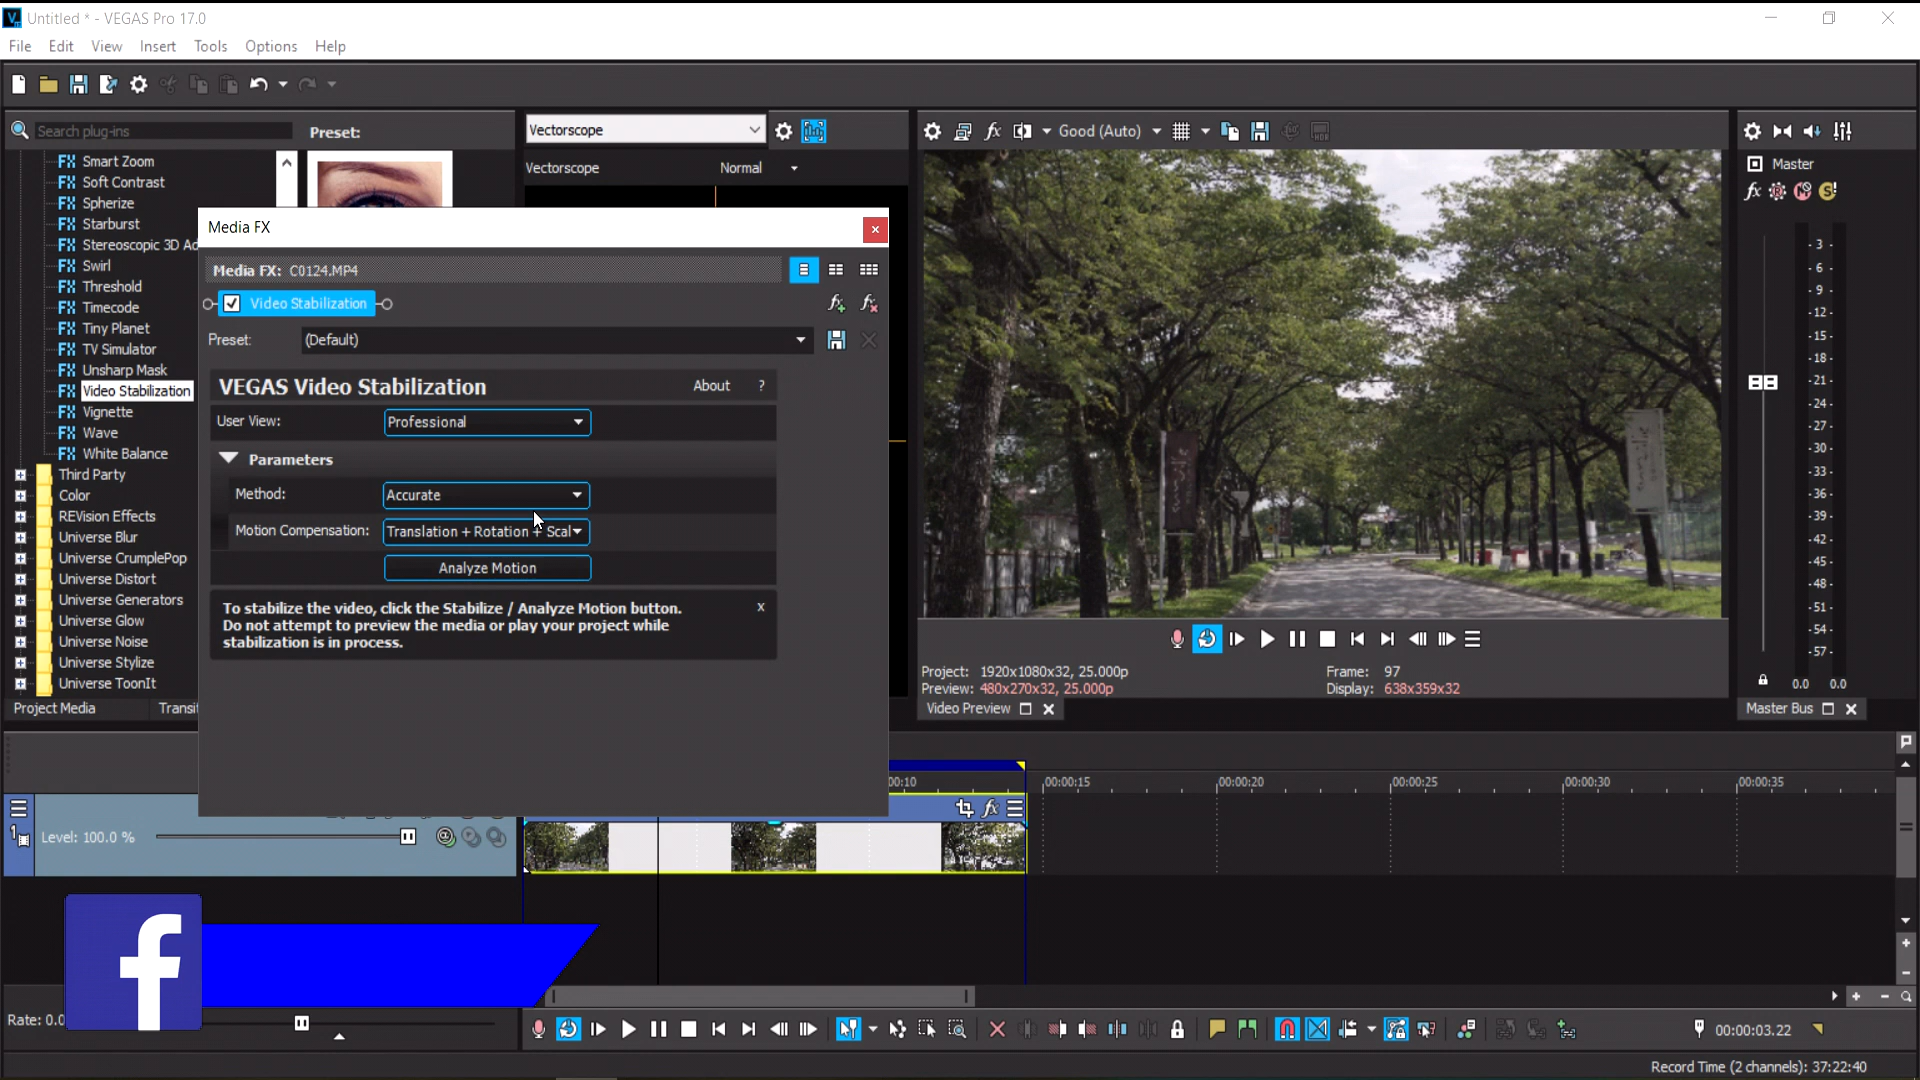 Untitled * - VEGAS Pro 17.0
File Edit View Insert Tools Options Help
Search plug-ins
Preset:
Smart Zoom
Soft Contrast
Spherize
Starburst
Stereoscopic 3D Ad
Swirl
Threshold
Timecode
Tiny Planet
TV Simulator
Unsharp Mask
Video Stabilization
Vignette
Wave
White Balance
Third Party
Color
REVision Effects
Universe Blur
Universe CrumplePop
Universe Distort
Universe Generators
Universe Glow
Universe Noise
Universe Stylize
Universe ToonIt
Project Media Transit
Vectorscope
Vectorscope Normal
Media FX
Media FX: C0124.MP4
Video Stabilization
Preset: (Default)
VEGAS Video Stabilization About ?
User View: Professional
Parameters
Method: Accurate
Motion Compensation: Translation + Rotation + Scal
Analyze Motion
To stabilize the video, click the Stabilize / Analyze Motion button. x
Do not attempt to preview the media or play your project while
stabilization is in process.
Good (Auto)
Project: 1920x1080x32, 25.000p Frame: 97
Preview: 480x270x32, 25.000p Display: 638x359x32
Video Preview
Master
- 3 -
- 6 -
- 9 -
-12-
-15-
-18-
-21-
-24-
-27-
-30-
-33-
-36-
-39-
-42-
-45-
-48-
-51-
-54-
-57-
0.0 0.0
Master Bus
00:10 00:00:15 00:00:20 00:00:25 00:00:30 00:00:35
1 Level: 100.0 %
f
Rate: 0.0
00:00:03.22
Record Time (2 channels): 37:22:40